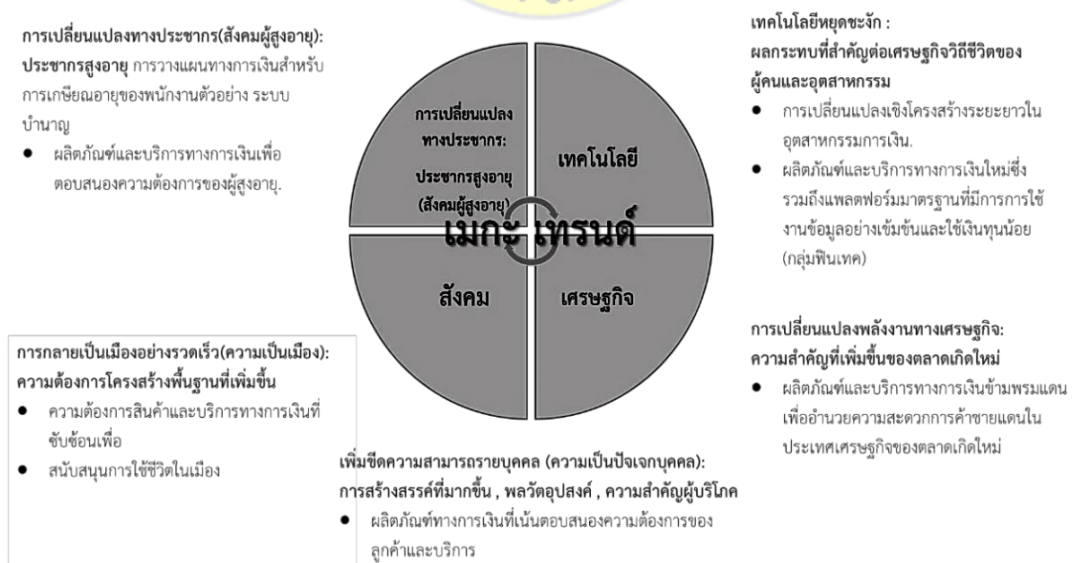 การเปลี่ยนแปลงทางประชากร(สังคมผู้สูงอายุ):
ประชากรสูงอายุ การวางแผนทางการเงินสำหรับ
การเกษียณอายุของพนักงานตัวอย่าง ระบบ
บำนาญ
● ผลิตภัณฑ์และบริการทางการเงินเพื่อ
ตอบสนองความต้องการของผู้สูงอายุ.
เทคโนโลยีหยุดชะงัก :
ผลกระทบที่สำคัญต่อเศรษฐกิจวิถีชีวิตของ
ผู้คนและอุตสาหกรรม
● การเปลี่ยนแปลงเชิงโครงสร้างระยะยาวใน
อุตสาหกรรมการเงิน.
● ผลิตภัณฑ์และบริการทางการเงินใหม่ซึ่ง
รวมถึงแพลตฟอร์มมาตรฐานที่มีการการใช้
งานข้อมูลอย่างเข้มข้นและใช้เงินทุนน้อย
(กลุ่มฟินเทค)
การเปลี่ยนแปลง
ทางประชากร:
ประชากรสูงอายุ
(สังคมผู้สูงอายุ)
เทคโนโลยี
เมกะ เทรนด์
สังคม
เศรษฐกิจ
การกลายเป็นเมืองอย่างรวดเร็ว(ความเป็นเมือง):
ความต้องการโครงสร้างพื้นฐานที่เพิ่มขึ้น
● ความต้องการสินค้าและบริการทางการเงินที่
ซับซ้อนเพื่อ
● สนับสนุนการใช้ชีวิตในเมือง
การเปลี่ยนแปลงพลังงานทางเศรษฐกิจ:
ความสำคัญที่เพิ่มขึ้นของตลาดเกิดใหม่
● ผลิตภัณฑ์และบริการทางการเงินข้ามพรมแดน
เพื่ออำนวยความสะดวกการค้าชายแดนใน
ประเทศเศรษฐกิจของตลาดเกิดใหม่
เพิ่มขีดความสามารถรายบุคคล (ความเป็นปัจเจกบุคคล):
การสร้างสรรค์ที่มากขึ้น , พลวัตอุปสงค์ , ความสำคัญผู้บริโภค
● ผลิตภัณฑ์ทางการเงินที่เน้นตอบสนองความต้องการของ
ลูกค้าและบริการ